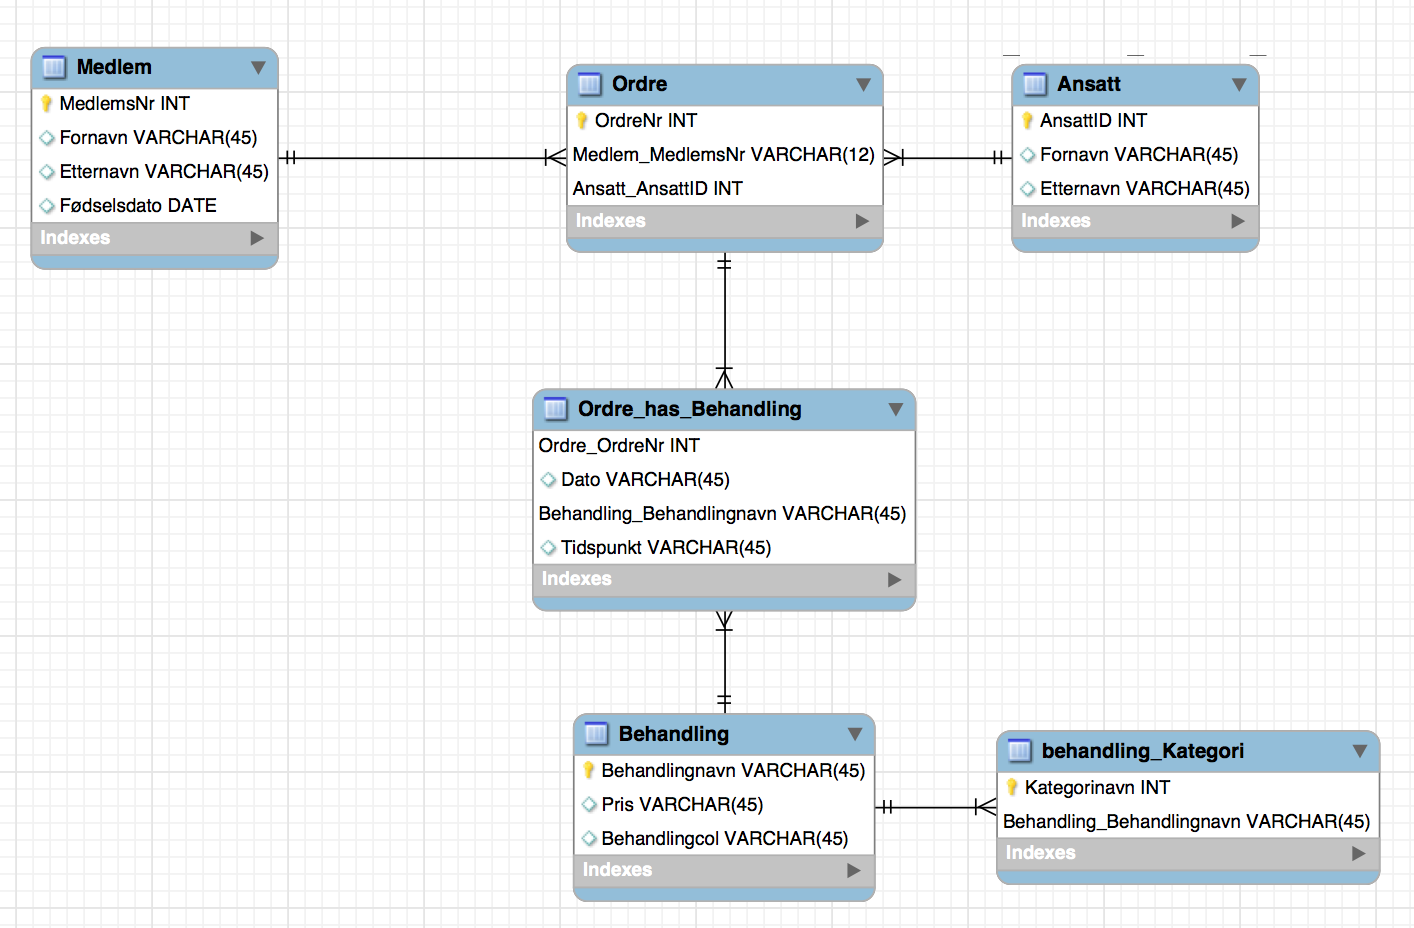 Medlem
MedlemsNr INT
Fornavn VARCHAR(45)
Etternavn VARCHAR(45)
Fødselsdato DATE
Indexes
Ordre
OrdreNr INT
Medlem_MedlemsNr VARCHAR(12)
Ansatt_AnsattID INT
Indexes
Ansatt
AnsattID INT
Fornavn VARCHAR(45)
Etternavn VARCHAR(45)
Indexes
Ordre_has_Behandling
Ordre_OrdreNr INT
Dato VARCHAR(45)
Behandling_Behandlingnavn VARCHAR(45)
Tidspunkt VARCHAR(45)
Indexes
Behandling
Behandlingnavn VARCHAR(45)
Pris VARCHAR(45)
Behandlingcol VARCHAR(45)
Indexes
behandling_Kategori
Kategorinavn INT
Behandling_Behandlingnavn VARCHAR(45)
Indexes